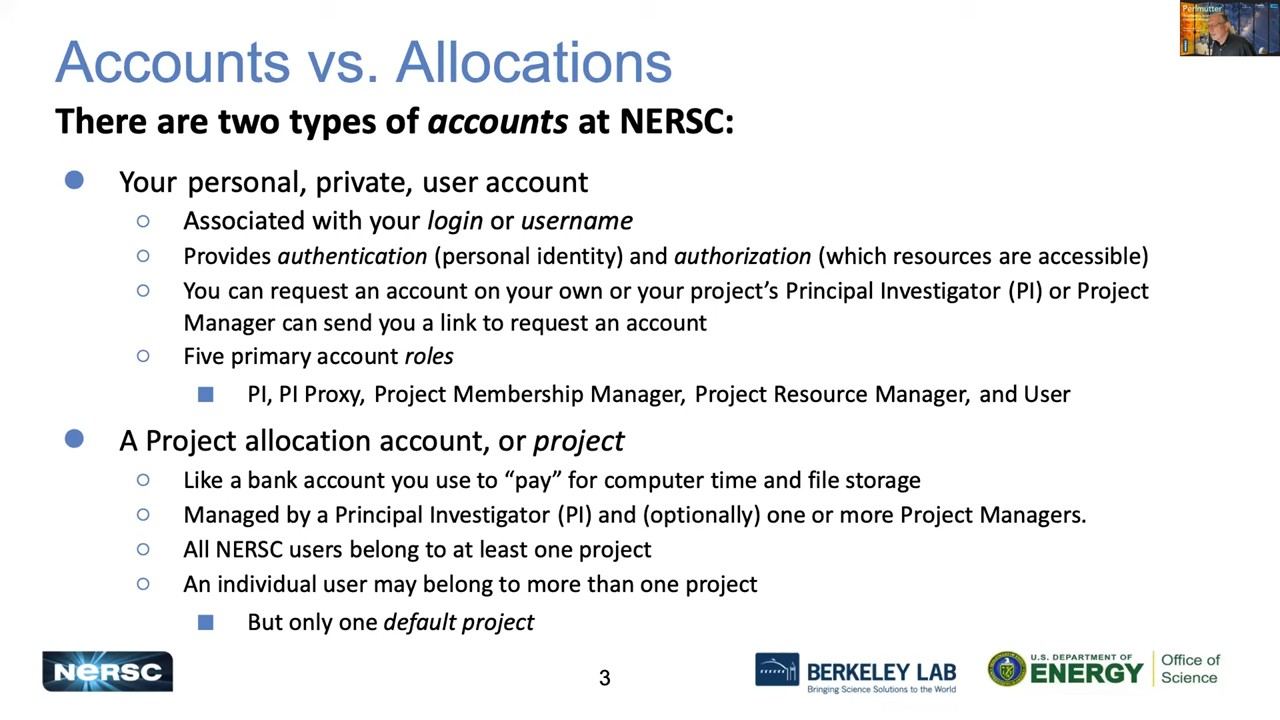 Perlmutter
Accounts vs. Allocations
There are two types of accounts at NERSC:
Your personal, private, user account
Associated with your login or username
Provides authentication (personal identity) and authorization (which resources are accessible)
You can request an account on your own or your project’s Principal Investigator (PI) or Project
Manager can send you a link to request an account
Five primary account roles
PI, PI Proxy, Project Membership Manager, Project Resource Manager, and User
A Project allocation account, or project
Like a bank account you use to “pay” for computer time and file storage
Managed by a Principal Investigator (PI) and (optionally) one or more Project Managers.
All NERSC users belong to at least one project
An individual user may belong to more than one project
But only one default project
NERSC
3
BERKELEY LAB
Bringing Science Solutions to the World
U.S. DEPARTMENT OF
ENERGY
Office of
Science